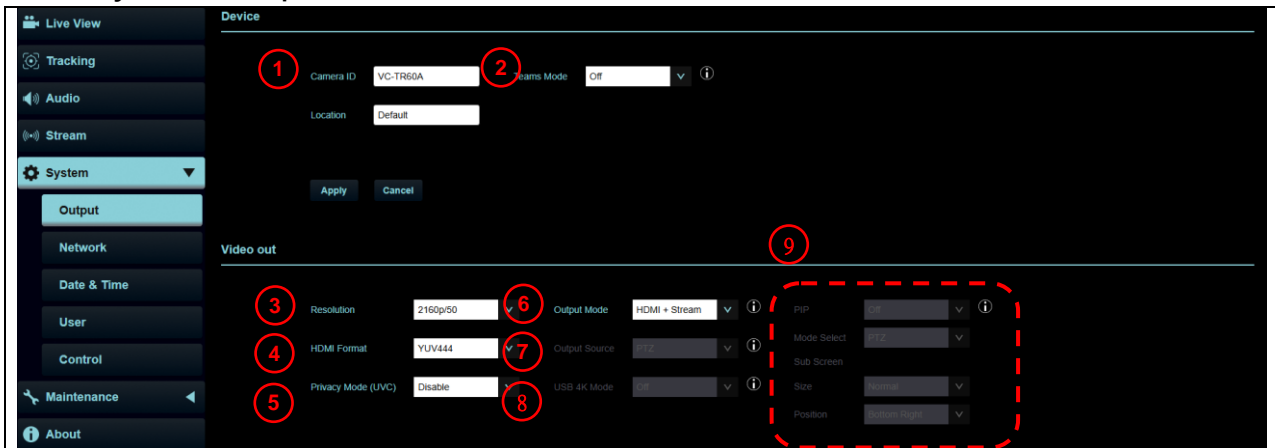 Live View
Tracking
Audio
Stream
System
Output
Network
Date & Time
User
Control
Maintenance
About
Device
1
Camera ID VC-TR60A
2
Teams Mode Off
Location Default
Apply Cancel
Video out
3
Resolution 2160p/50
4
HDMI Format YUV444
5
Privacy Mode (UVC) Disable
6
Output Mode HDMI + Stream
7
Output Source PTZ
8
USB 4K Mode Off
9
PIP Off
Mode Select PTZ
Sub Screen
Size Normal
Position Bottom Right